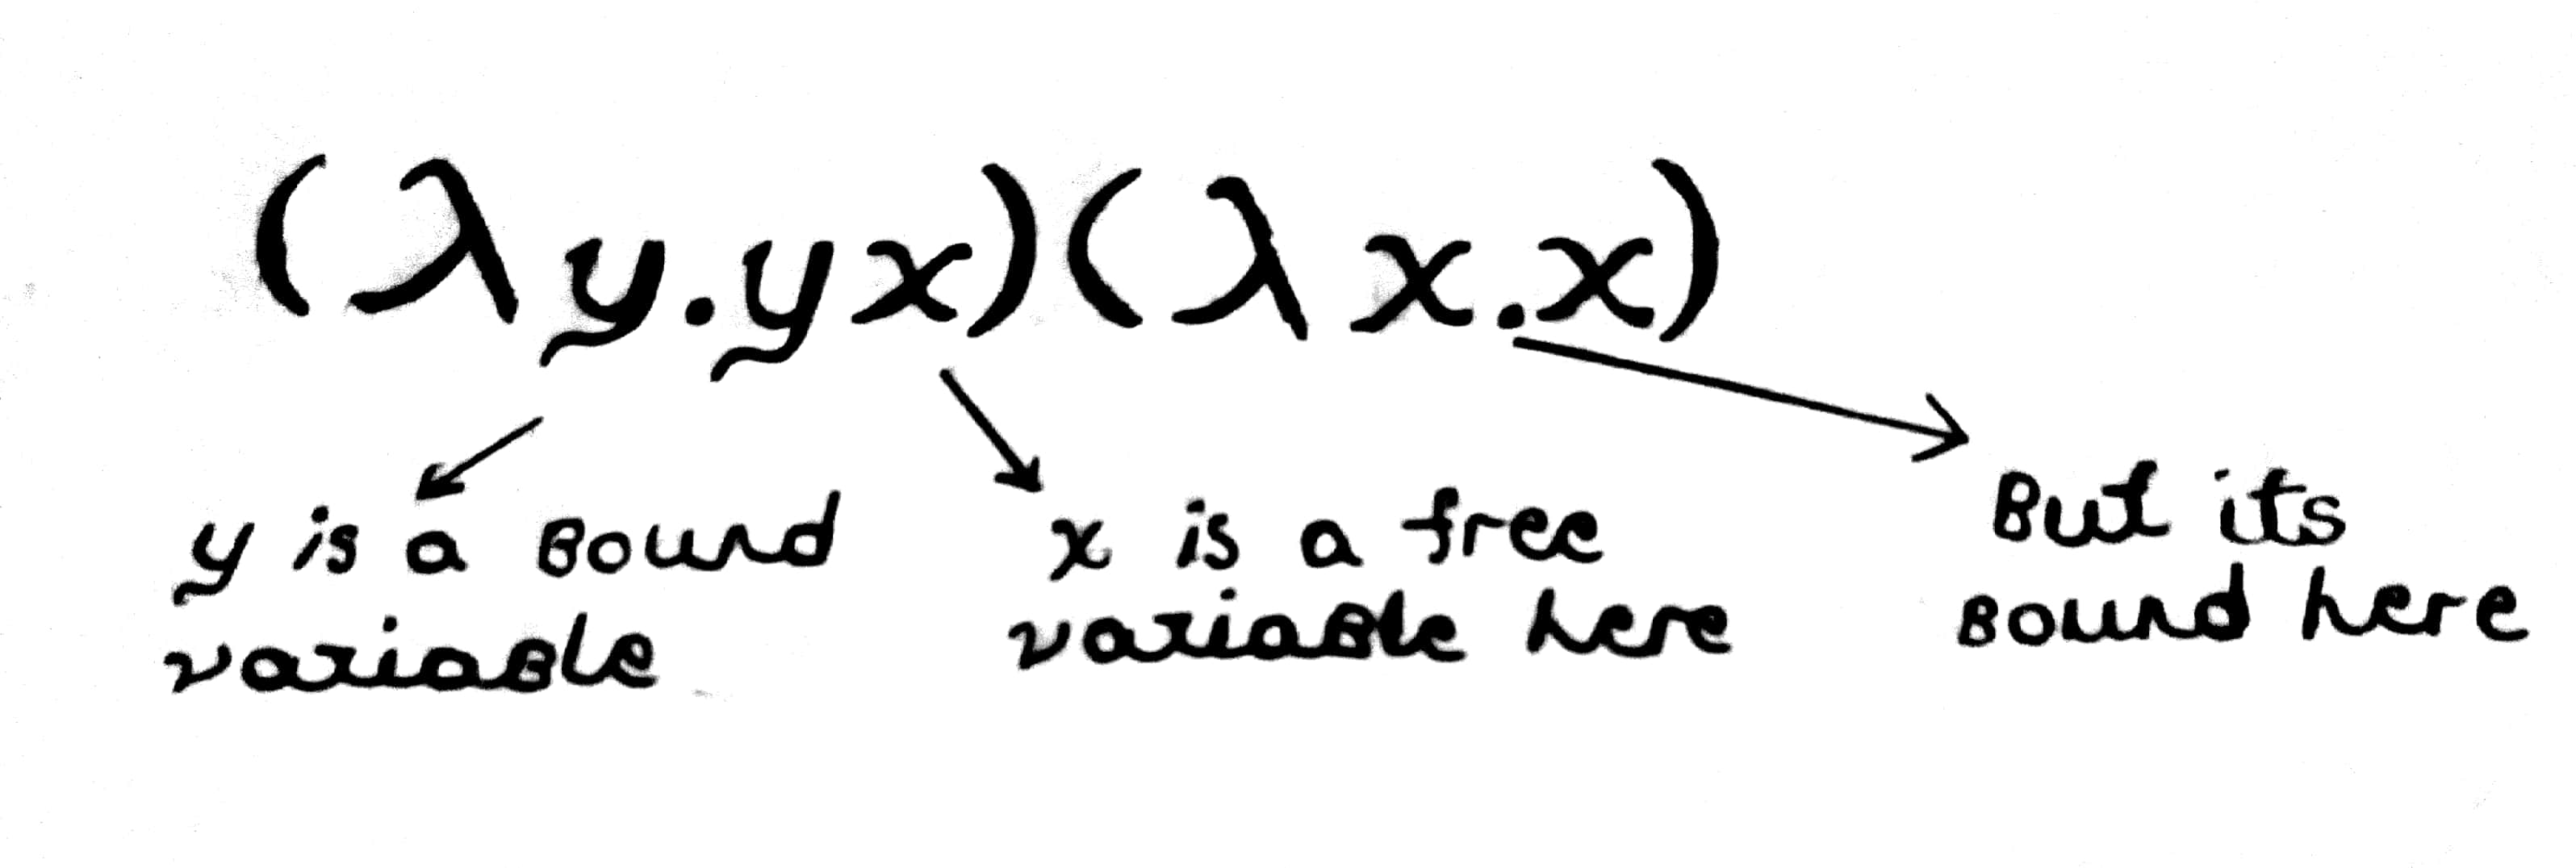 (λy.yx)(λx.x)
y is a Bound
variable
x is a free
variable here
But its
Bound here